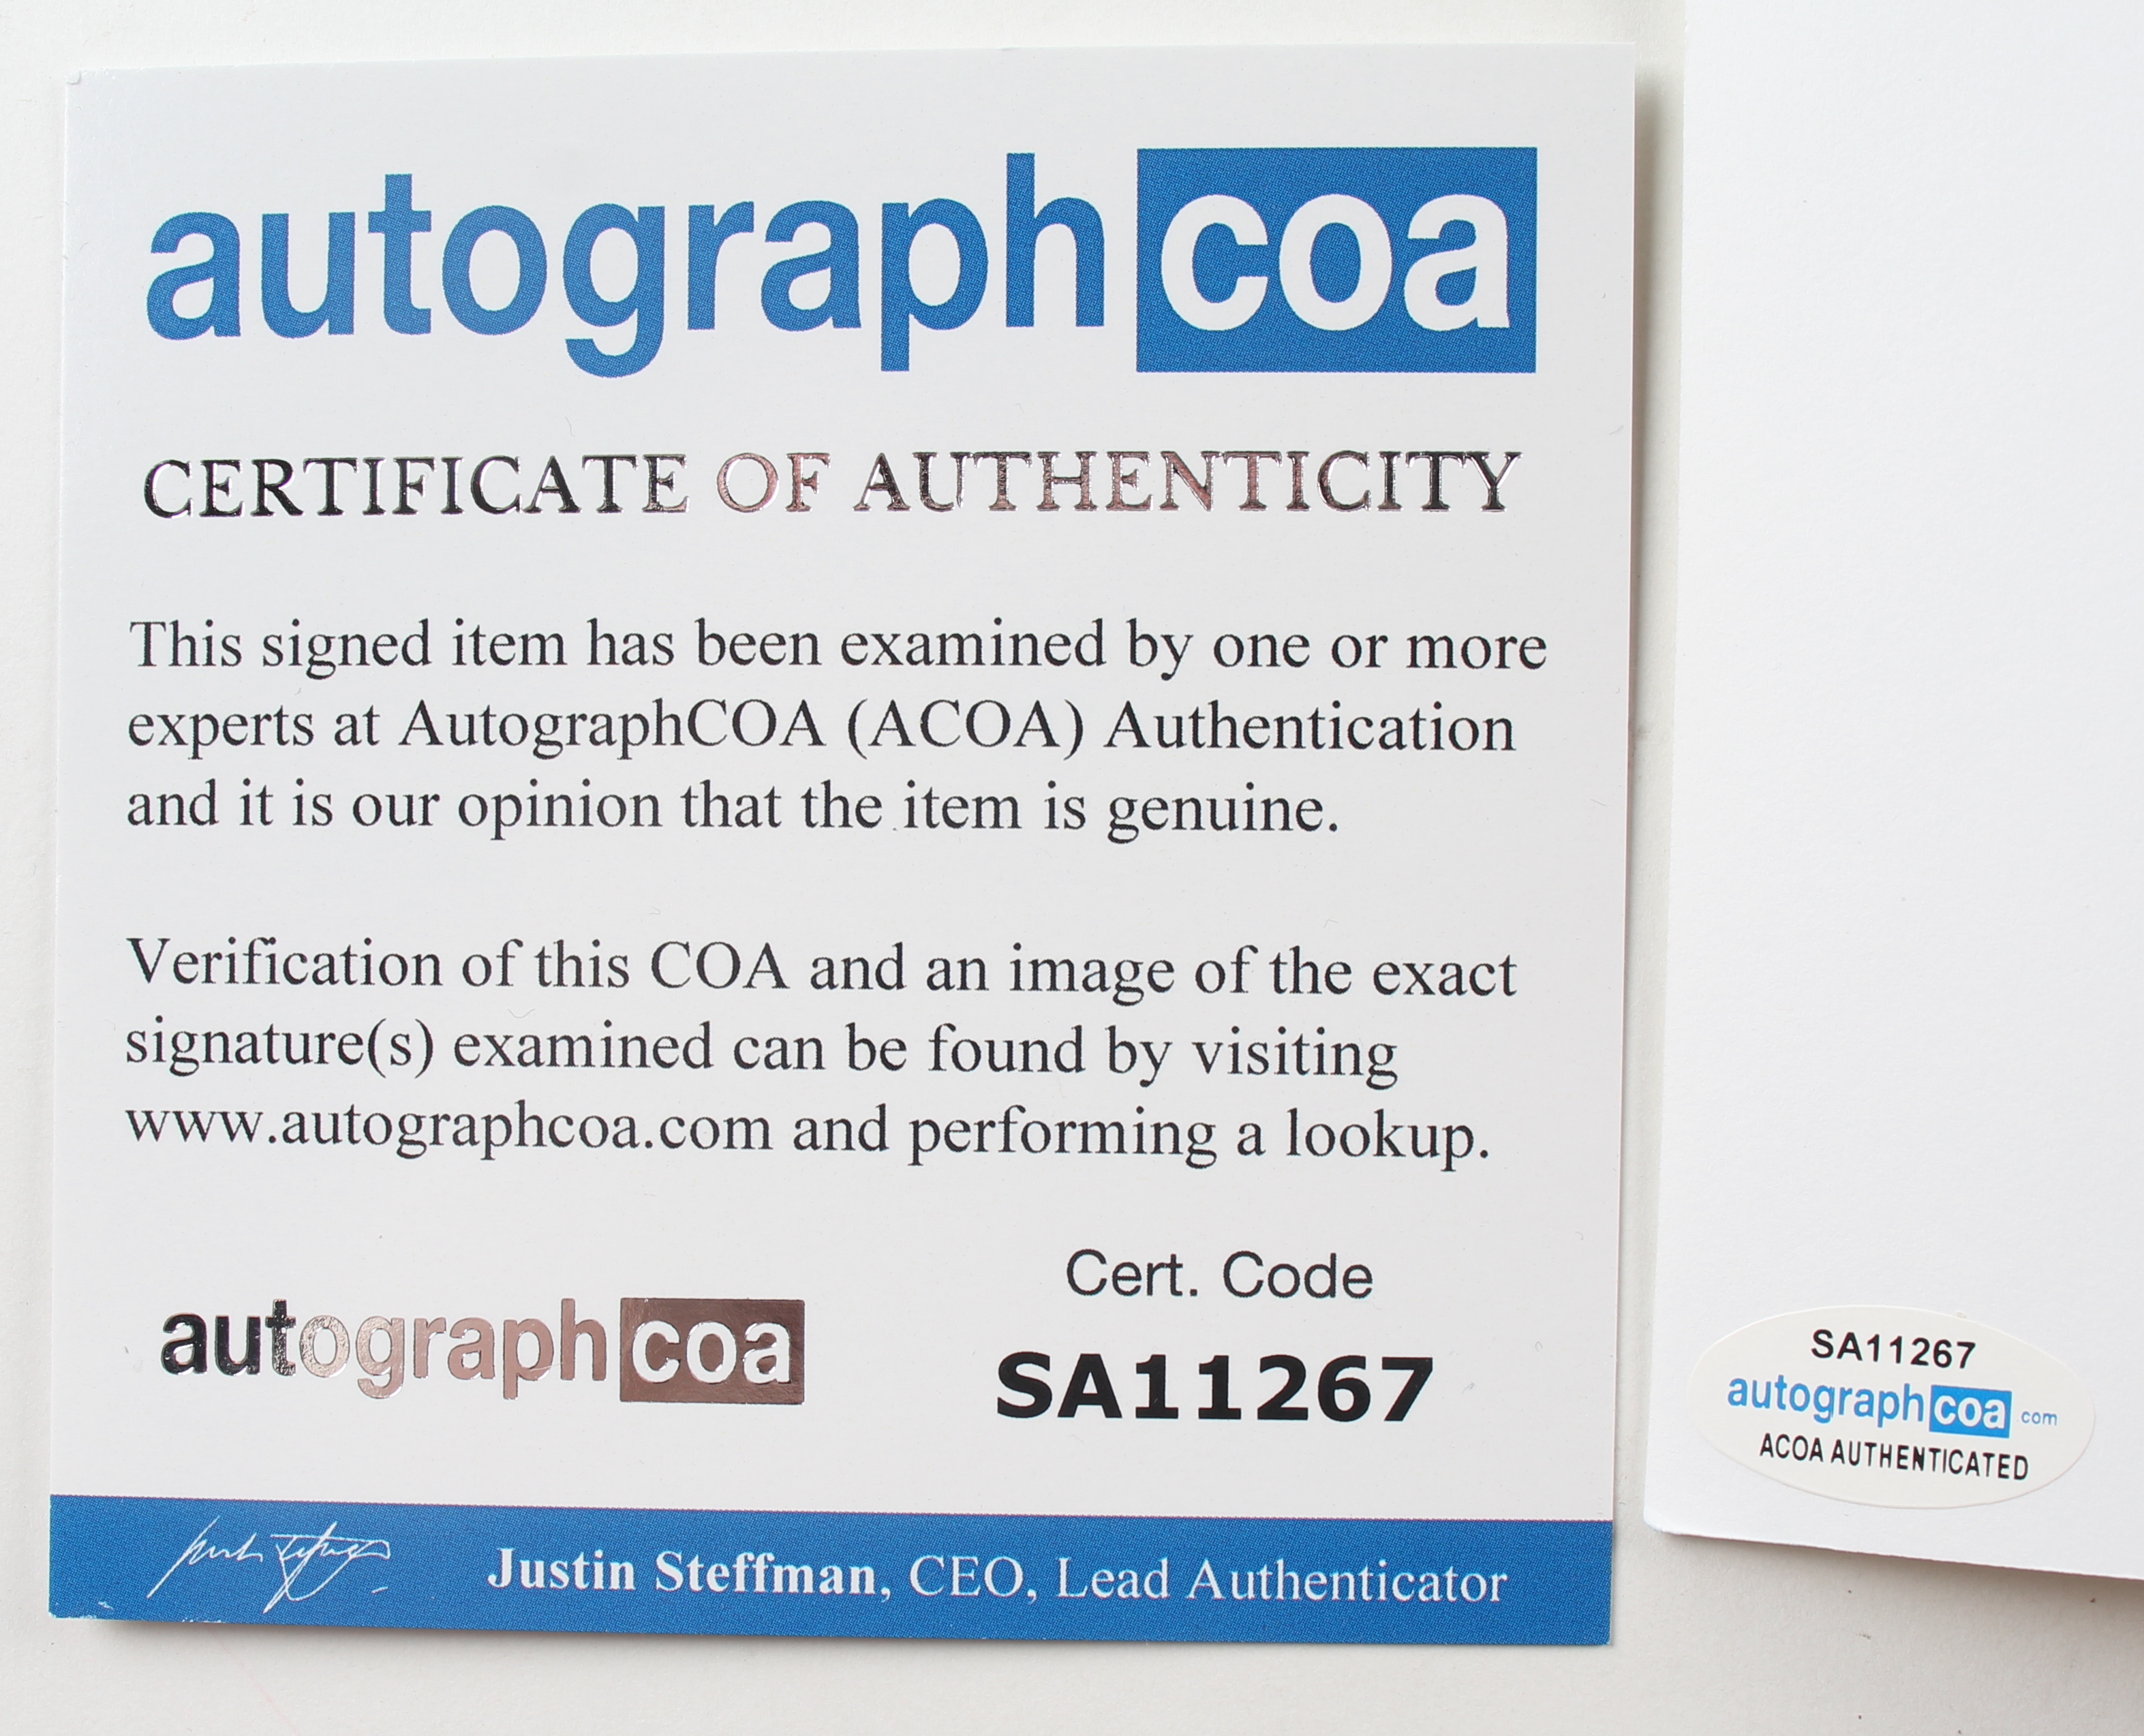 autographcoa
CERTIFICATE OF AUTHENTICITY
This signed item has been examined by one or more
experts at AutographCOA (ACOA) Authentication
and it is our opinion that the item is genuine.
Verification of this COA and an image of the exact
signature(s) examined can be found by visiting
www.autographcoa.com and performing a lookup.
autographcoa
Cert. Code
SA11267
Justin Steffman, CEO, Lead Authenticator
SA11267
autographcoa.com
ACOA AUTHENTICATED